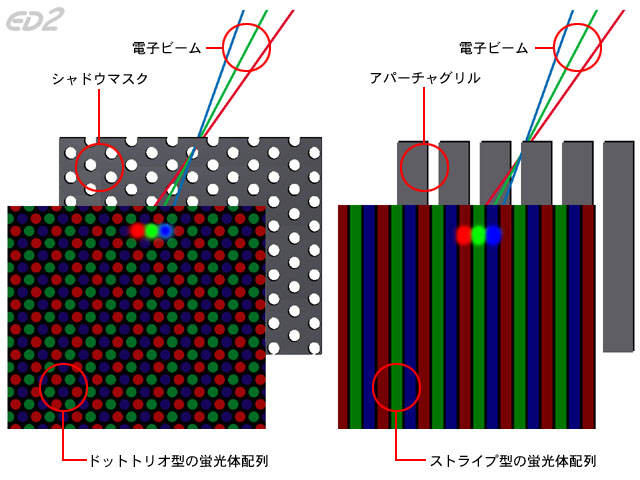 ED2
電子ビーム
電子ビーム
シャドウマスク
アパーチャグリル
ドットトリオ型の蛍光体配列
ストライプ型の蛍光体配列